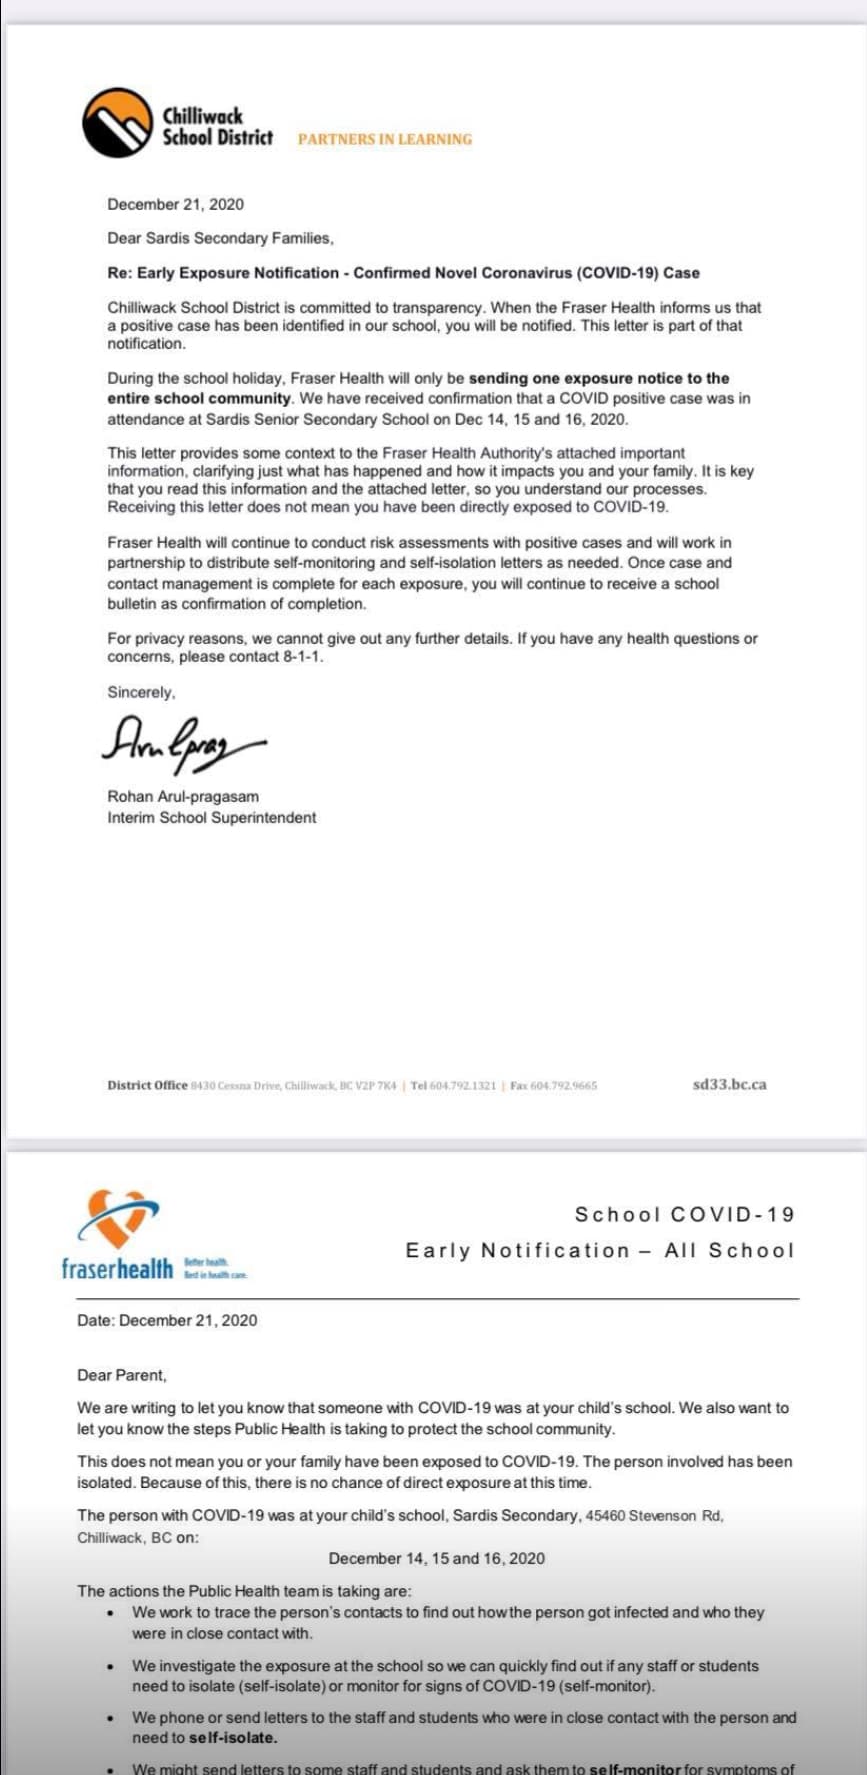 Chilliwack
School District PARTNERS IN LEARNING
December 21, 2020
Dear Sardis Secondary Families,
Re: Early Exposure Notification - Confirmed Novel Coronavirus (COVID-19) Case
Chilliwack School District is committed to transparency. When the Fraser Health informs us that
a positive case has been identified in our school, you will be notified. This letter is part of that
notification.
During the school holiday, Fraser Health will only be sending one exposure notice to the
entire school community. We have received confirmation that a COVID positive case was in
attendance at Sardis Senior Secondary School on Dec 14, 15 and 16, 2020.
This letter provides some context to the Fraser Health Authority's attached important
information, clarifying just what has happened and how it impacts you and your family. It is key
that you read this information and the attached letter, so you understand our processes.
Receiving this letter does not mean you have been directly exposed to COVID-19.
Fraser Health will continue to conduct risk assessments with positive cases and will work in
partnership to distribute self-monitoring and self-isolation letters as needed. Once case and
contact management is complete for each exposure, you will continue to receive a school
bulletin as confirmation of completion.
For privacy reasons, we cannot give out any further details. If you have any health questions or
concerns, please contact 8-1-1.
Sincerely,
Rohan Arul-pragasam
Interim School Superintendent
District Office 8430 Cessna Drive, Chilliwack, BC V2P 7K4 | Tel 604.792.1321 | Fax 604.792.9665 sd33.bc.ca
School COVID-19
Early Notification – All School
fraserhealth Better health.
Best in health care.
Date: December 21, 2020
Dear Parent,
We are writing to let you know that someone with COVID-19 was at your child's school. We also want to
let you know the steps Public Health is taking to protect the school community.
This does not mean you or your family have been exposed to COVID-19. The person involved has been
isolated. Because of this, there is no chance of direct exposure at this time.
The person with COVID-19 was at your child's school, Sardis Secondary, 45460 Stevenson Rd,
Chilliwack, BC on:
December 14, 15 and 16, 2020
The actions the Public Health team is taking are:
• We work to trace the person's contacts to find out how the person got infected and who they
were in close contact with.
• We investigate the exposure at the school so we can quickly find out if any staff or students
need to isolate (self-isolate) or monitor for signs of COVID-19 (self-monitor).
• We phone or send letters to the staff and students who were in close contact with the person and
need to self-isolate.
• We might send letters to some staff and students and ask them to self-monitor for symptoms of